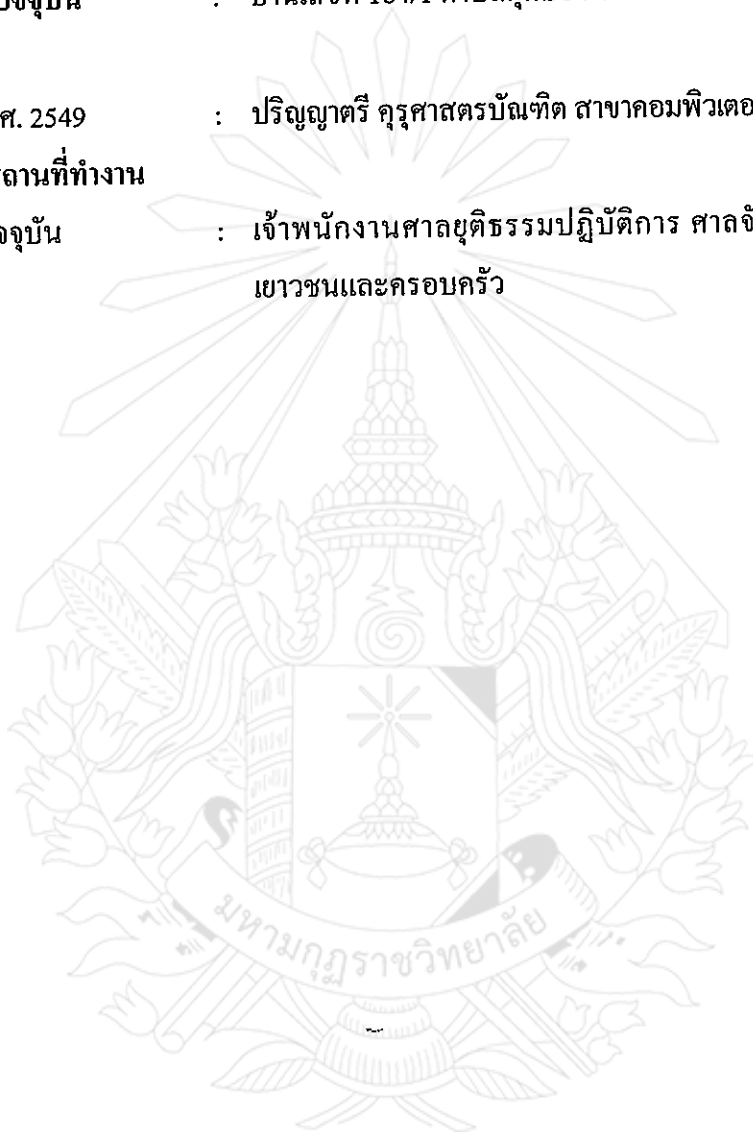 ศ. 2549 : ปริญญาตรี คุรุศาสตรบัณฑิต สาขาคอมพิวเตอ
ถานที่ทำงาน
จจุบัน : เจ้าพนักงานศาลยุติธรรมปฏิบัติการ ศาลจั
เยาวชนและครอบครัว
มหามกุฏราชวิทยาลัย